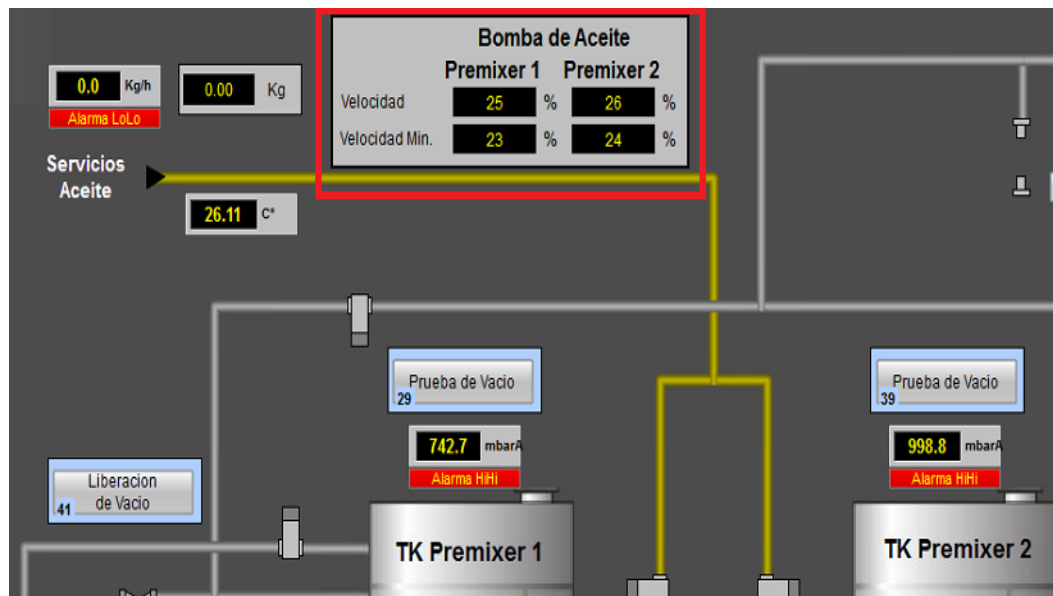 Bomba de Aceite
Premixer 1 Premixer 2
Velocidad 25 % 26 %
Velocidad Min. 23 % 24 %
0.0 Kg/h
Alarma LoLo
0.00 Kg
Servicios
Aceite
26.11 C°
Prueba de Vacio
29
742.7 mbarA
Alarma HiHi
Prueba de Vacio
39
998.8 mbarA
Alarma HiHi
Liberacion
de Vacio
41
TK Premixer 1
TK Premixer 2